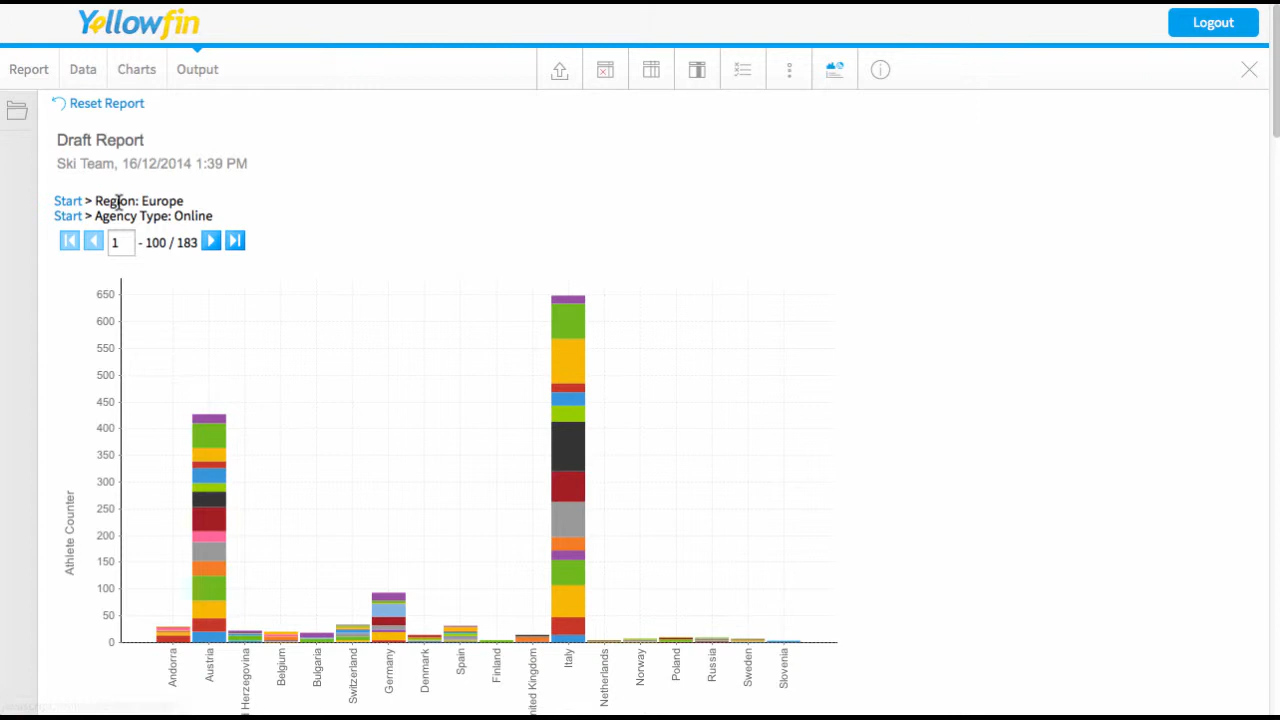 Yellowfin
Logout
Report Data Charts Output
Reset Report
Draft Report
Ski Team, 16/12/2014 1:39 PM
Start > Region: Europe
Start > Agency Type: Online
1 - 100 / 183
650
600
550
500
450
400
350
300
250
200
150
100
50
0
Athlete Counter
Andorra
Austria
Herzegovina
Belgium
Bulgaria
Switzerland
Germany
Denmark
Spain
Finland
nited Kingdom
Italy
Netherlands
Norway
Poland
Russia
Sweden
Slovenia